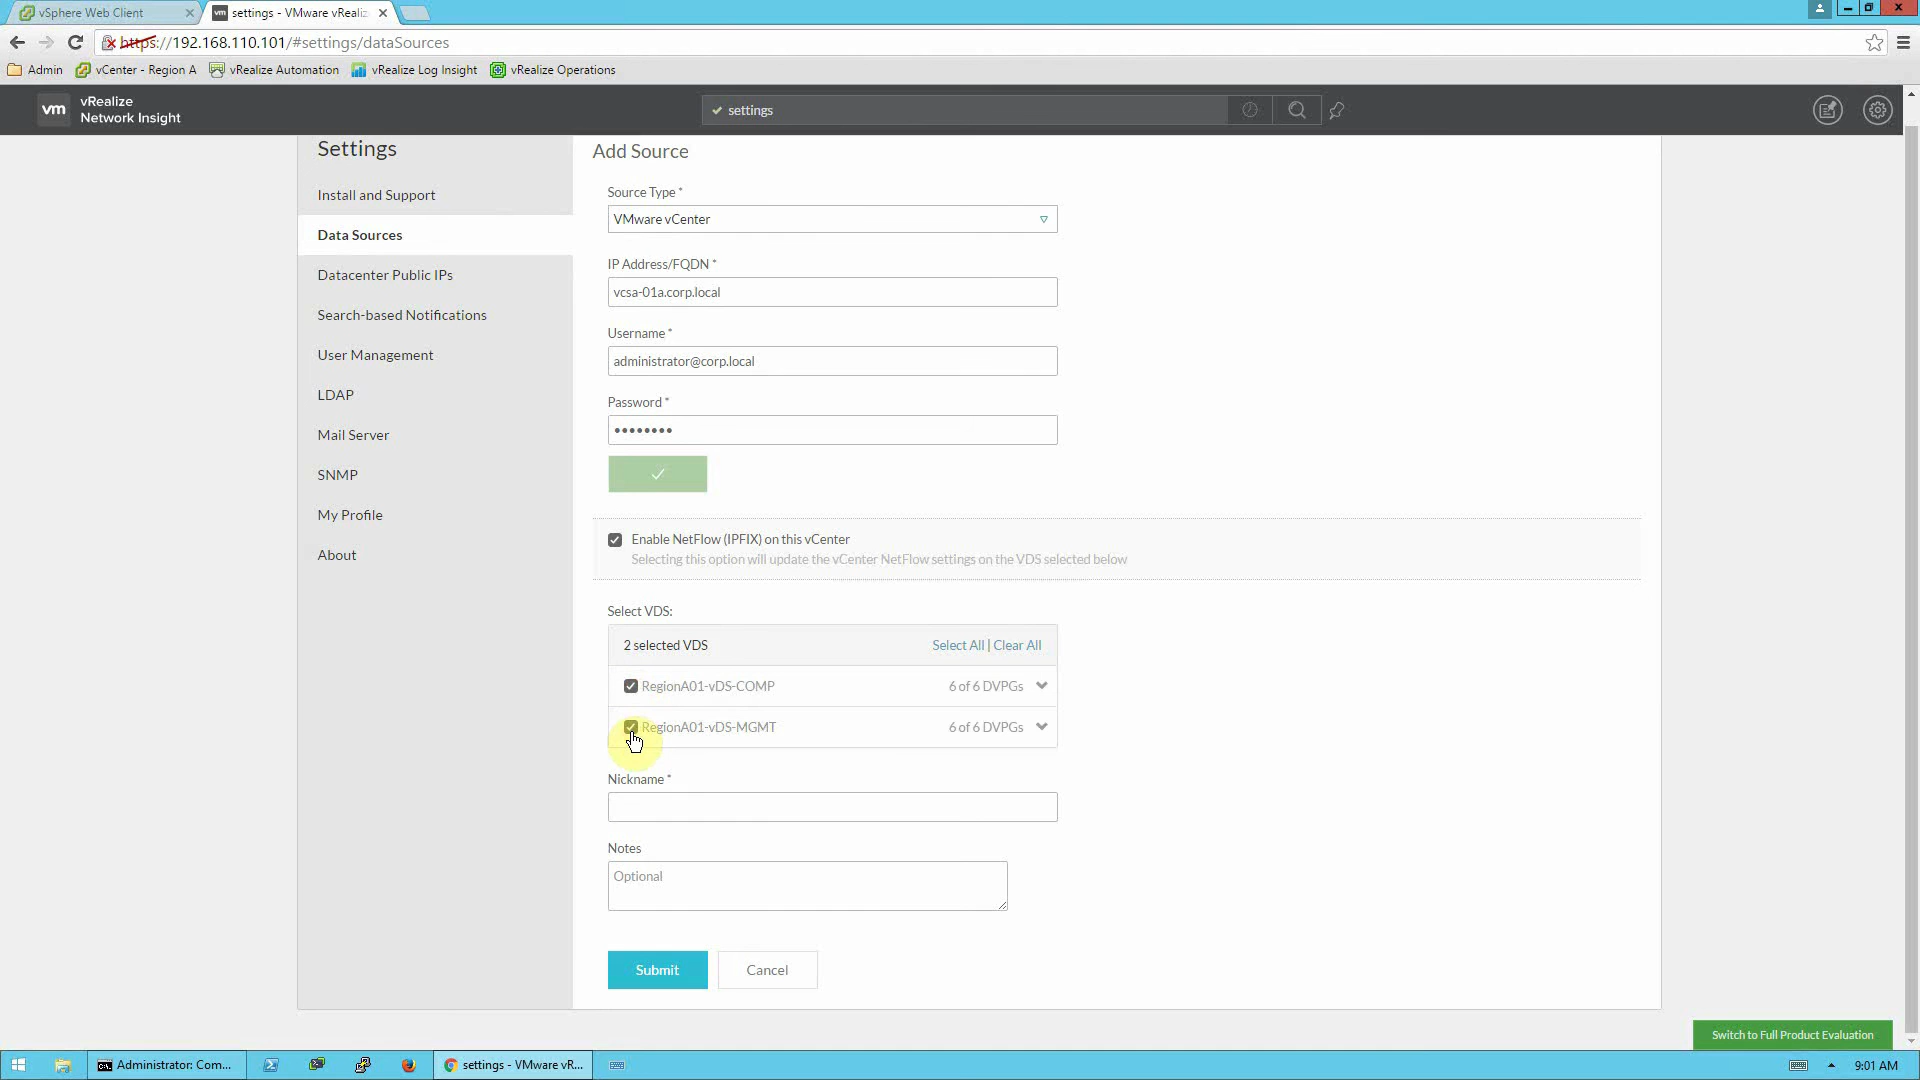 vSphere Web Client
settings - VMware vRealiz
https://192.168.110.101/#settings/dataSources
Admin
vCenter - Region A
vRealize Automation
vRealize Log Insight
vRealize Operations
vm
vRealize
Network Insight
settings
Settings
Install and Support
Data Sources
Datacenter Public IPs
Search-based Notifications
User Management
LDAP
Mail Server
SNMP
My Profile
About
Add Source
Source Type *
VMware vCenter
IP Address/FQDN *
vcsa-01a.corp.local
Username *
administrator@corp.local
Password *
Enable NetFlow (IPFIX) on this vCenter
Selecting this option will update the vCenter NetFlow settings on the VDS selected below
Select VDS:
2 selected VDS Select All | Clear All
RegionA01-vDS-COMP 6 of 6 DVPGs
RegionA01-vDS-MGMT 6 of 6 DVPGs
Nickname *
Notes
Optional
Submit
Cancel
Switch to Full Product Evaluation
Administrator: Com...
settings - VMware vR...
9:01 AM